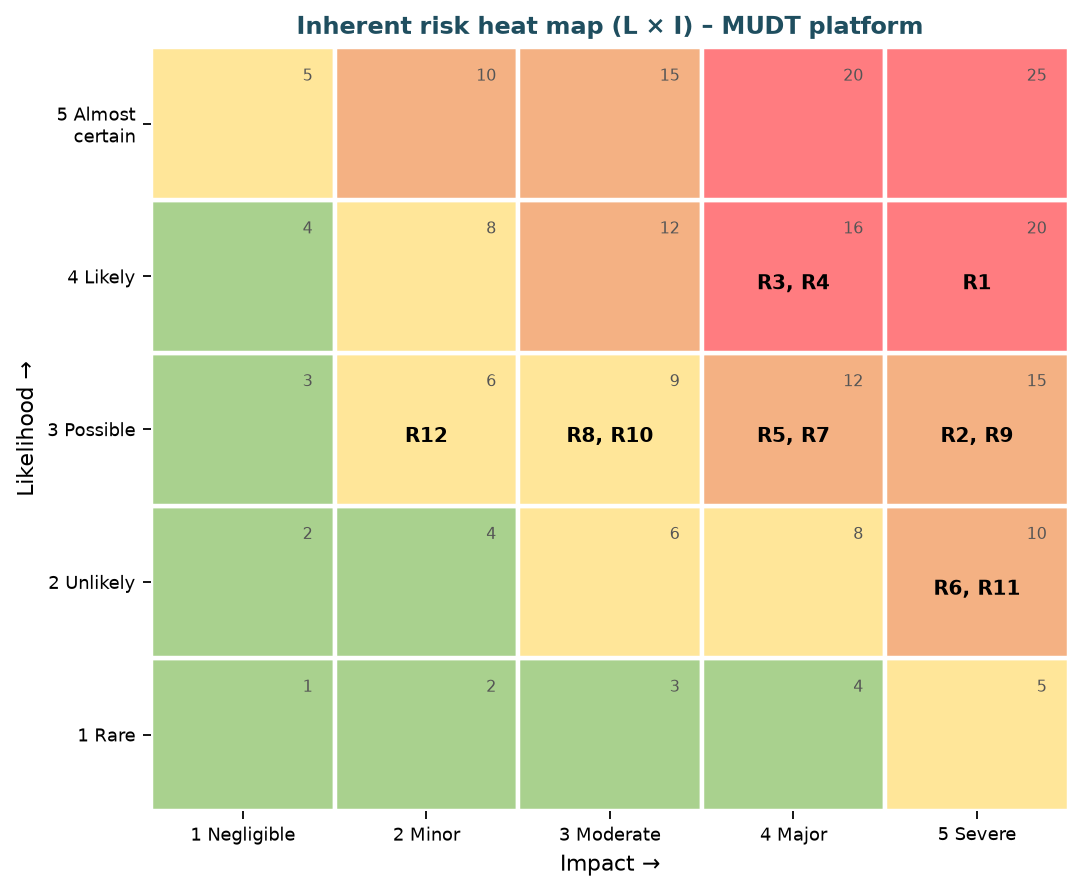 Inherent risk heat map (L × I) – MUDT platform
5 10 15 20 25
5 Almost
certain
4 8 12 16 20
4 Likely
R3, R4 R1
3 6 9 12 15
3 Possible
R12 R8, R10 R5, R7 R2, R9
2 4 6 8 10
2 Unlikely
R6, R11
1 2 3 4 5
1 Rare
Likelihood →
1 Negligible 2 Minor 3 Moderate 4 Major 5 Severe
Impact →